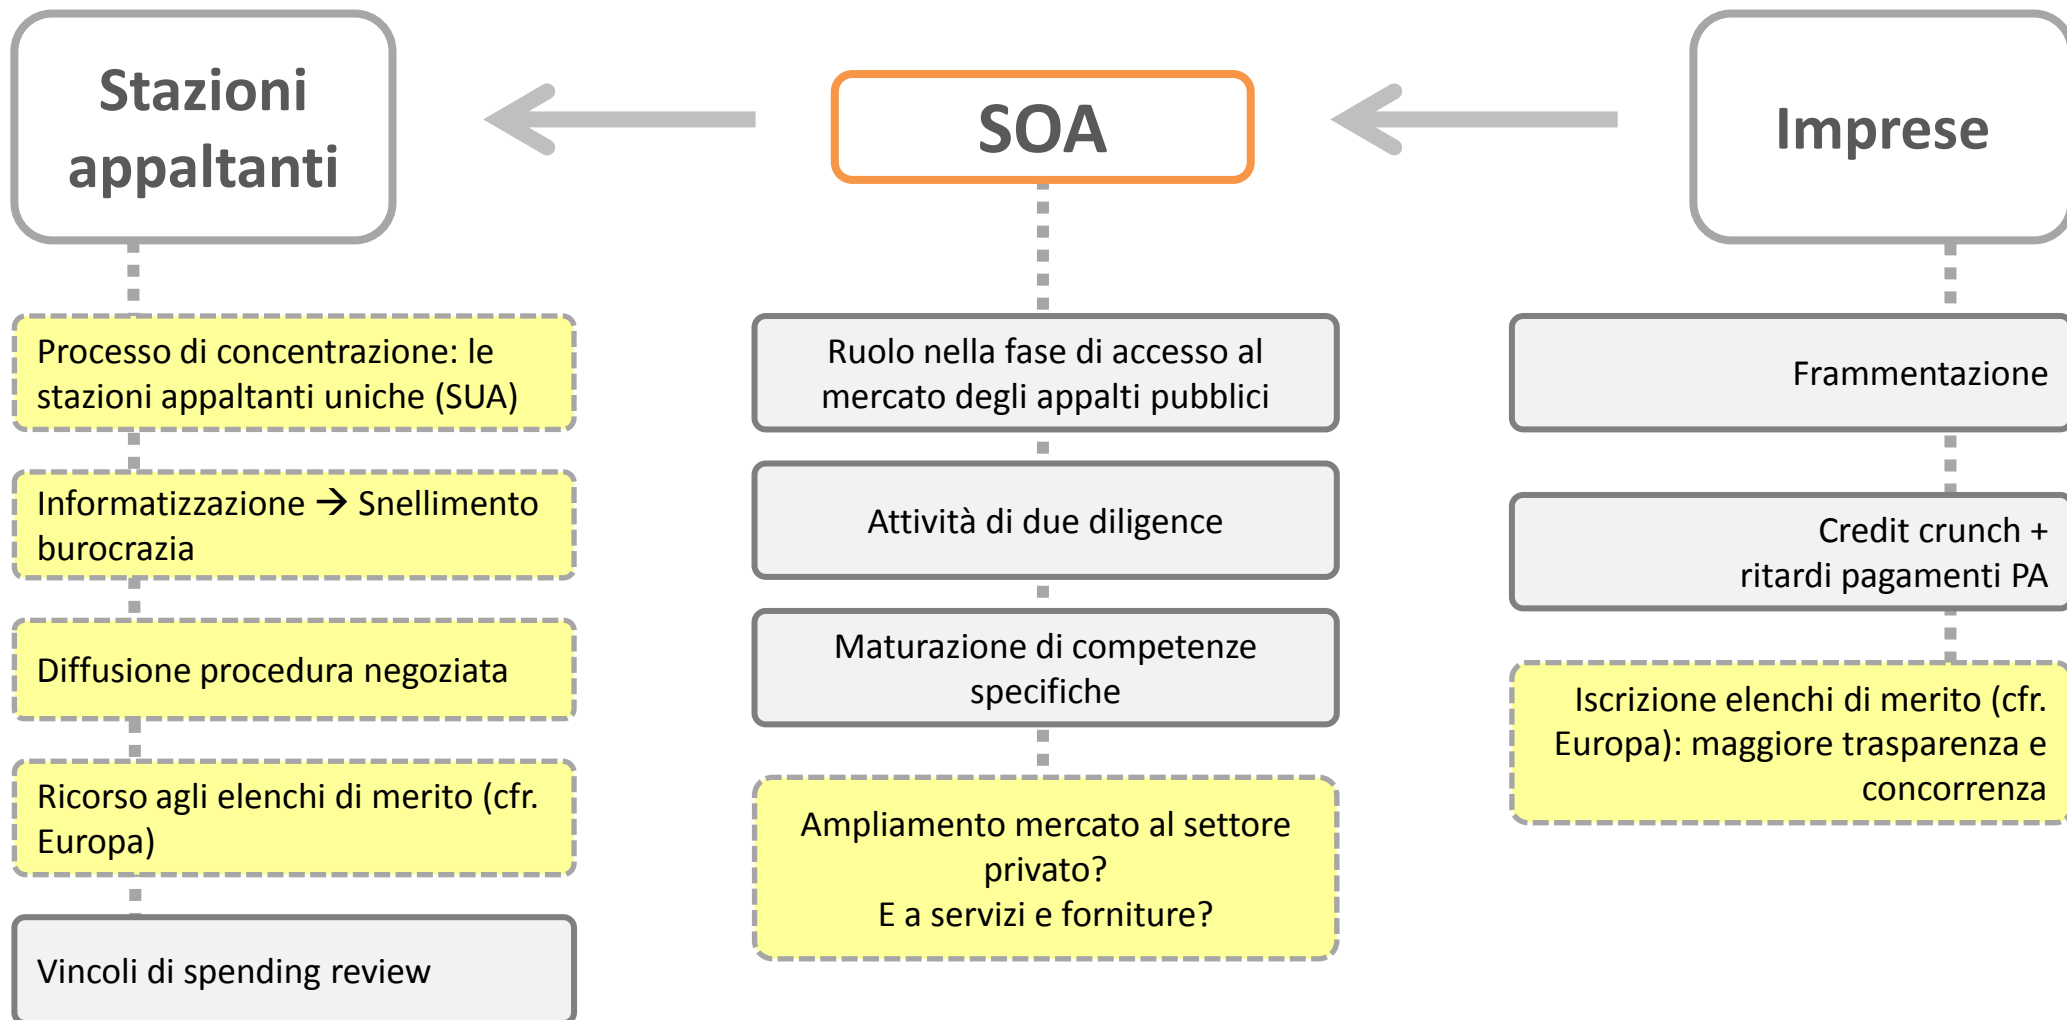 Stazioni
appaltanti
SOA
Imprese
Processo di concentrazione: le
stazioni appaltanti uniche (SUA)
Informatizzazione → Snellimento
burocrazia
Diffusione procedura negoziata
Ricorso agli elenchi di merito (cfr.
Europa)
Vincoli di spending review
Ruolo nella fase di accesso al
mercato degli appalti pubblici
Attività di due diligence
Maturazione di competenze
specifiche
Ampliamento mercato al settore
privato?
E a servizi e forniture?
Frammentazione
Credit crunch +
ritardi pagamenti PA
Iscrizione elenchi di merito (cfr.
Europa): maggiore trasparenza e
concorrenza